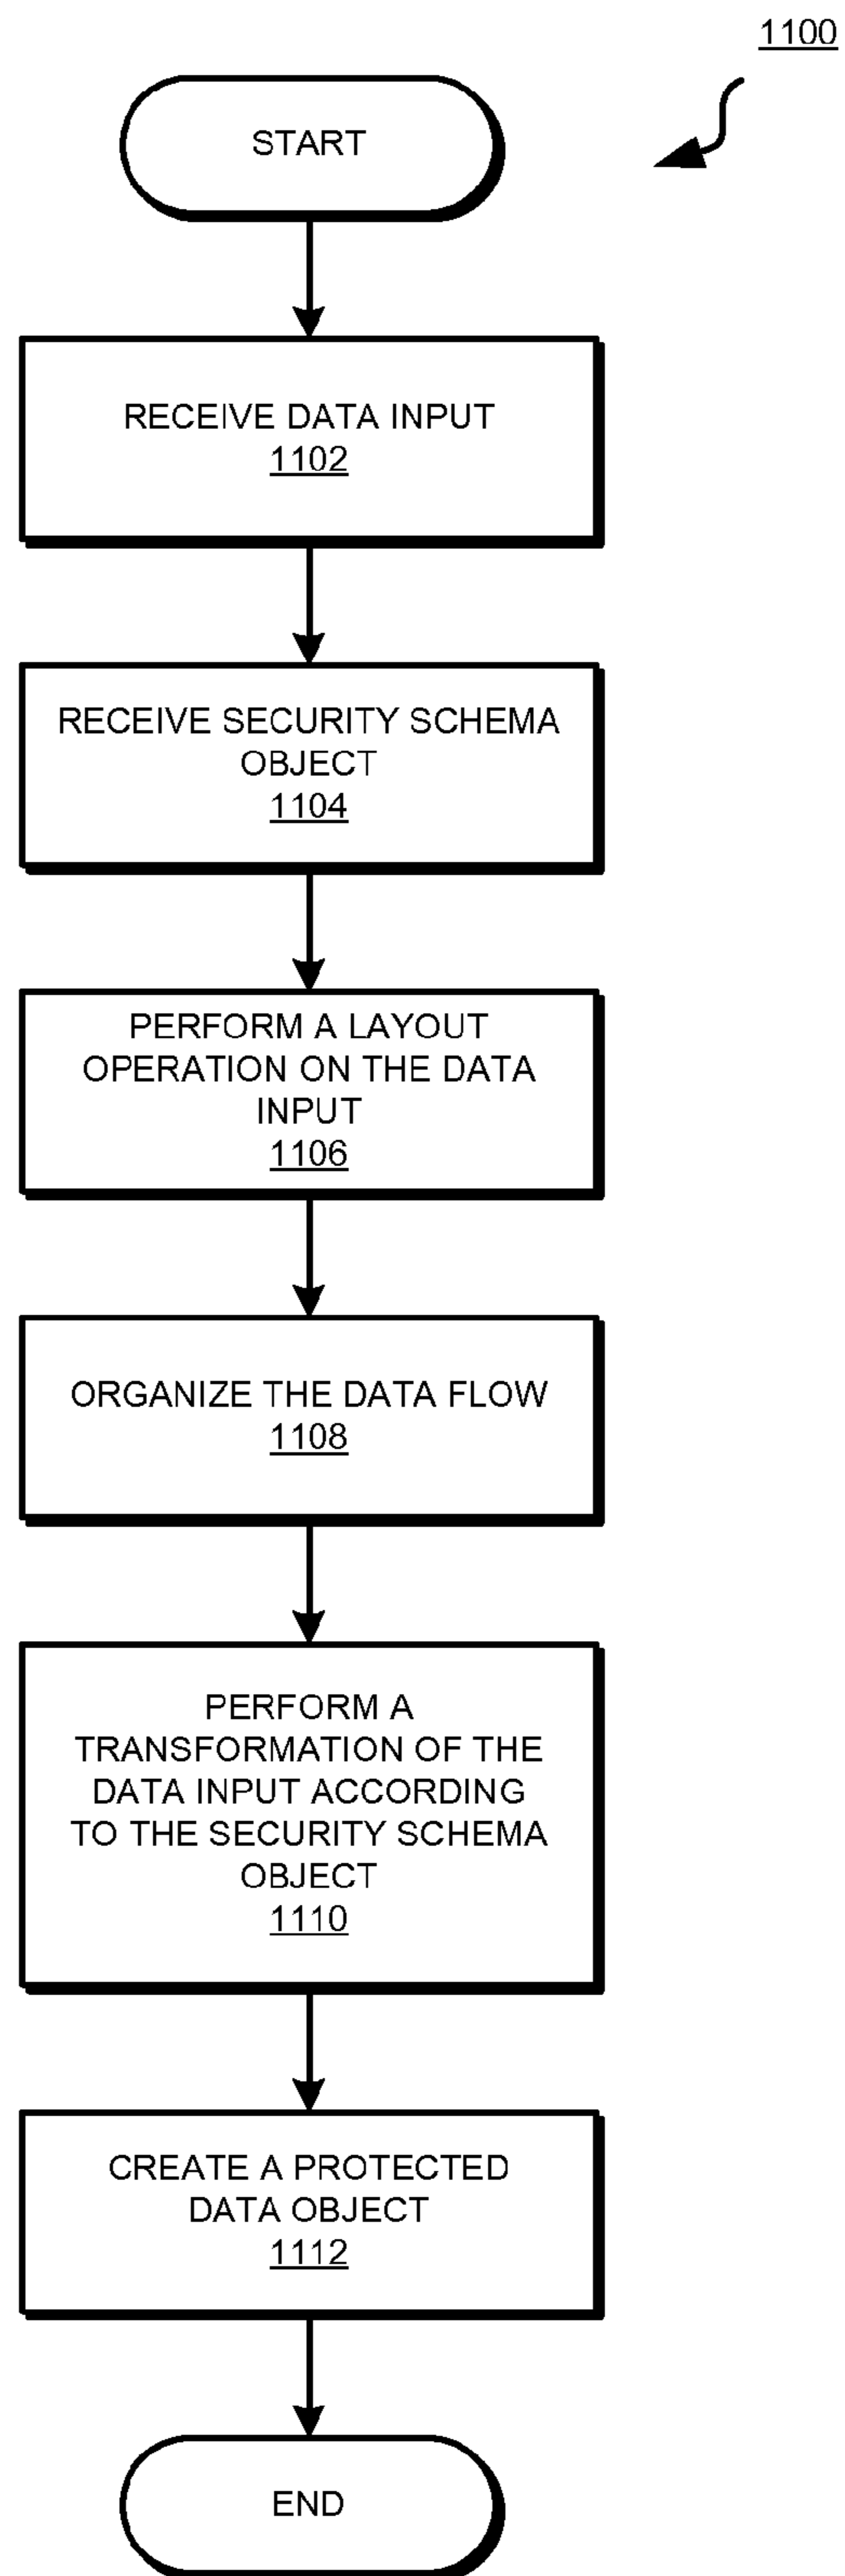 1100
START
RECEIVE DATA INPUT
1102
RECEIVE SECURITY SCHEMA
OBJECT
1104
PERFORM A LAYOUT
OPERATION ON THE DATA
INPUT
1106
ORGANIZE THE DATA FLOW
1108
PERFORM A
TRANSFORMATION OF THE
DATA INPUT ACCORDING
TO THE SECURITY SCHEMA
OBJECT
1110
CREATE A PROTECTED
DATA OBJECT
1112
END